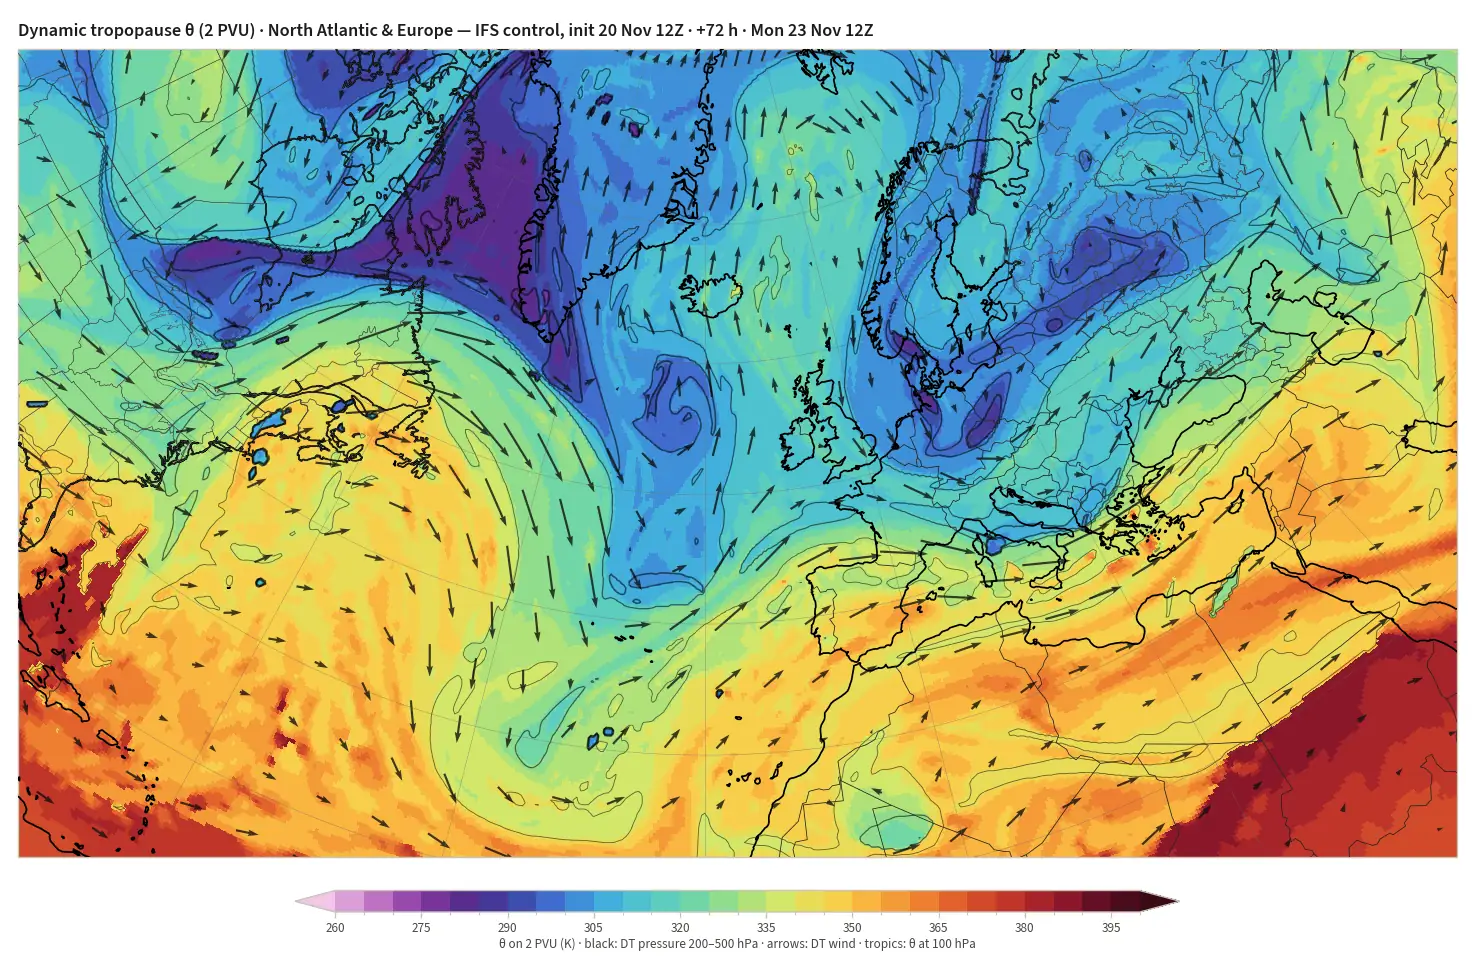 Dynamic tropopause θ (2 PVU) · North Atlantic & Europe — IFS control, init 20 Nov 12Z · +72 h · Mon 23 Nov 12Z
260 275 290 305 320 335 350 365 380 395
θ on 2 PVU (K) · black: DT pressure 200–500 hPa · arrows: DT wind · tropics: θ at 100 hPa